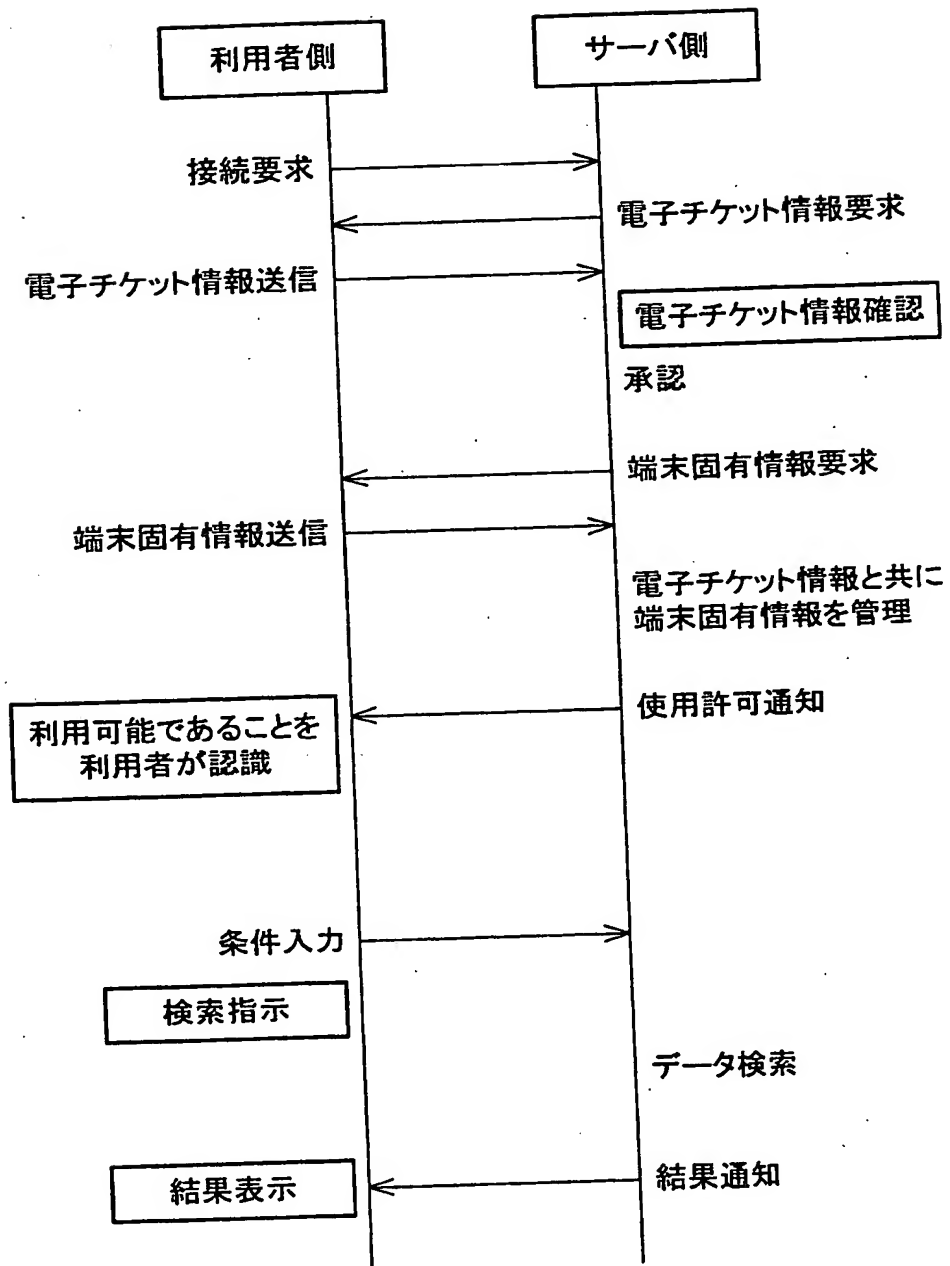 利用者側
サーバ側
接続要求
電子チケット情報要求
電子チケット情報送信
電子チケット情報確認
承認
端末固有情報要求
端末固有情報送信
電子チケット情報と共に
端末固有情報を管理
使用許可通知
利用可能であることを
利用者が認識
条件入力
検索指示
データ検索
結果通知
結果表示